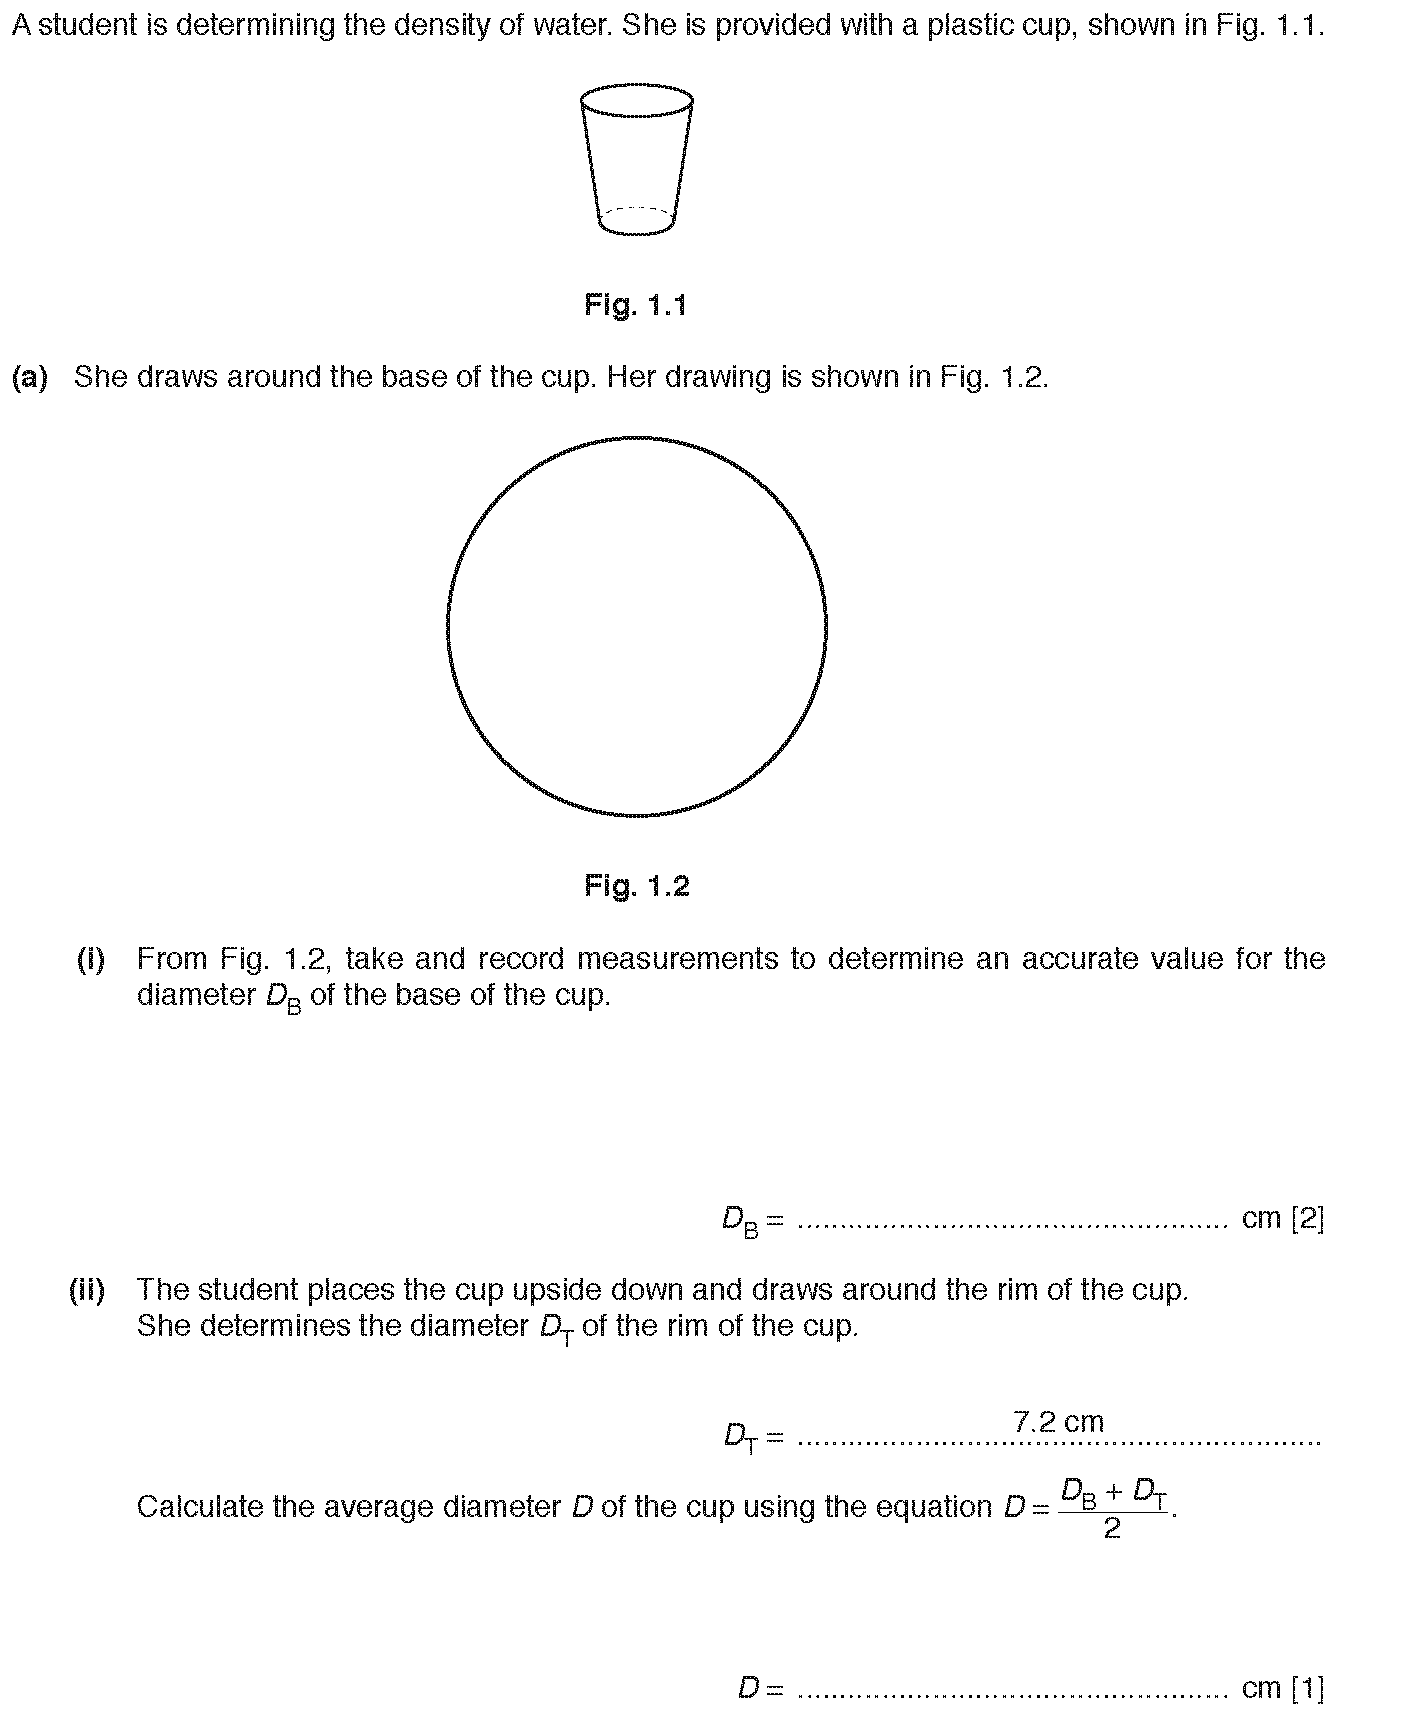 A student is determining the density of water. She is provided with a plastic cup, shown in Fig. 1.1.
Fig. 1.1
(a) She draws around the base of the cup. Her drawing is shown in Fig. 1.2.
Fig. 1.2
(i) From Fig. 1.2, take and record measurements to determine an accurate value for the
diameter D_B of the base of the cup.
D_B = .................................................... cm [2]
(ii) The student places the cup upside down and draws around the rim of the cup.
She determines the diameter D_T of the rim of the cup.
D_T = ..........................7.2 cm..........................
Calculate the average diameter D of the cup using the equation D = (D_B + D_T)/2.
D = .................................................... cm [1]